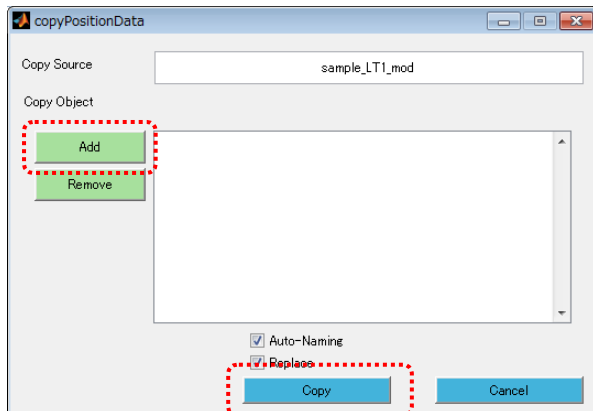 copyPositionData
Copy Source
sample_LT1_mod
Copy Object
Add
Remove
Auto-Naming
Replace
Copy
Cancel